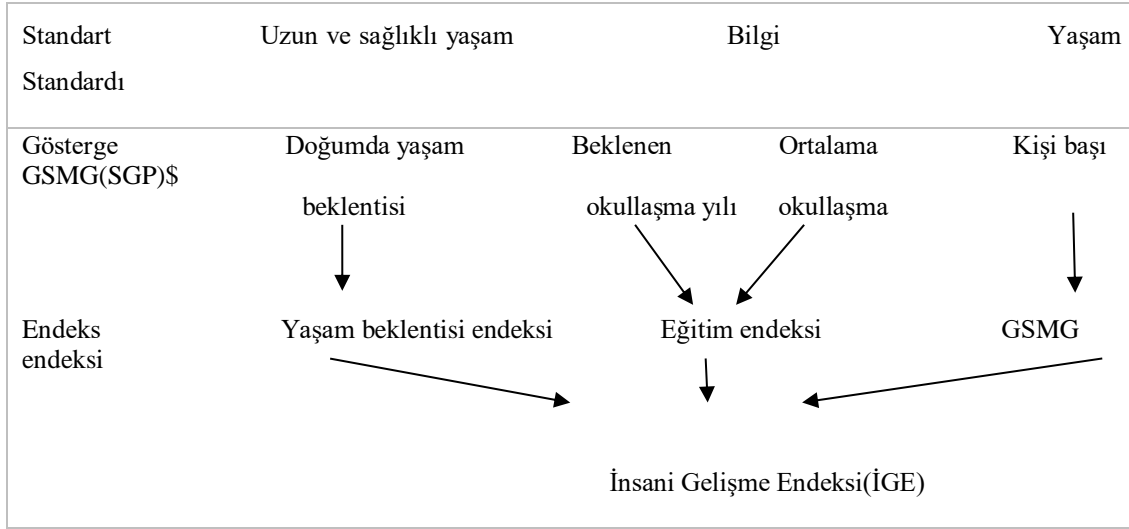 Standart Uzun ve sağlıklı yaşam Bilgi Yaşam
Standardı
Gösterge Doğumda yaşam Beklenen Ortalama Kişi başı
GSMG(SGP)$
beklentisi okullaşma yılı okullaşma
Endeks Yaşam beklentisi endeksi Eğitim endeksi GSMG
endeksi
İnsani Gelişme Endeksi(İGE)